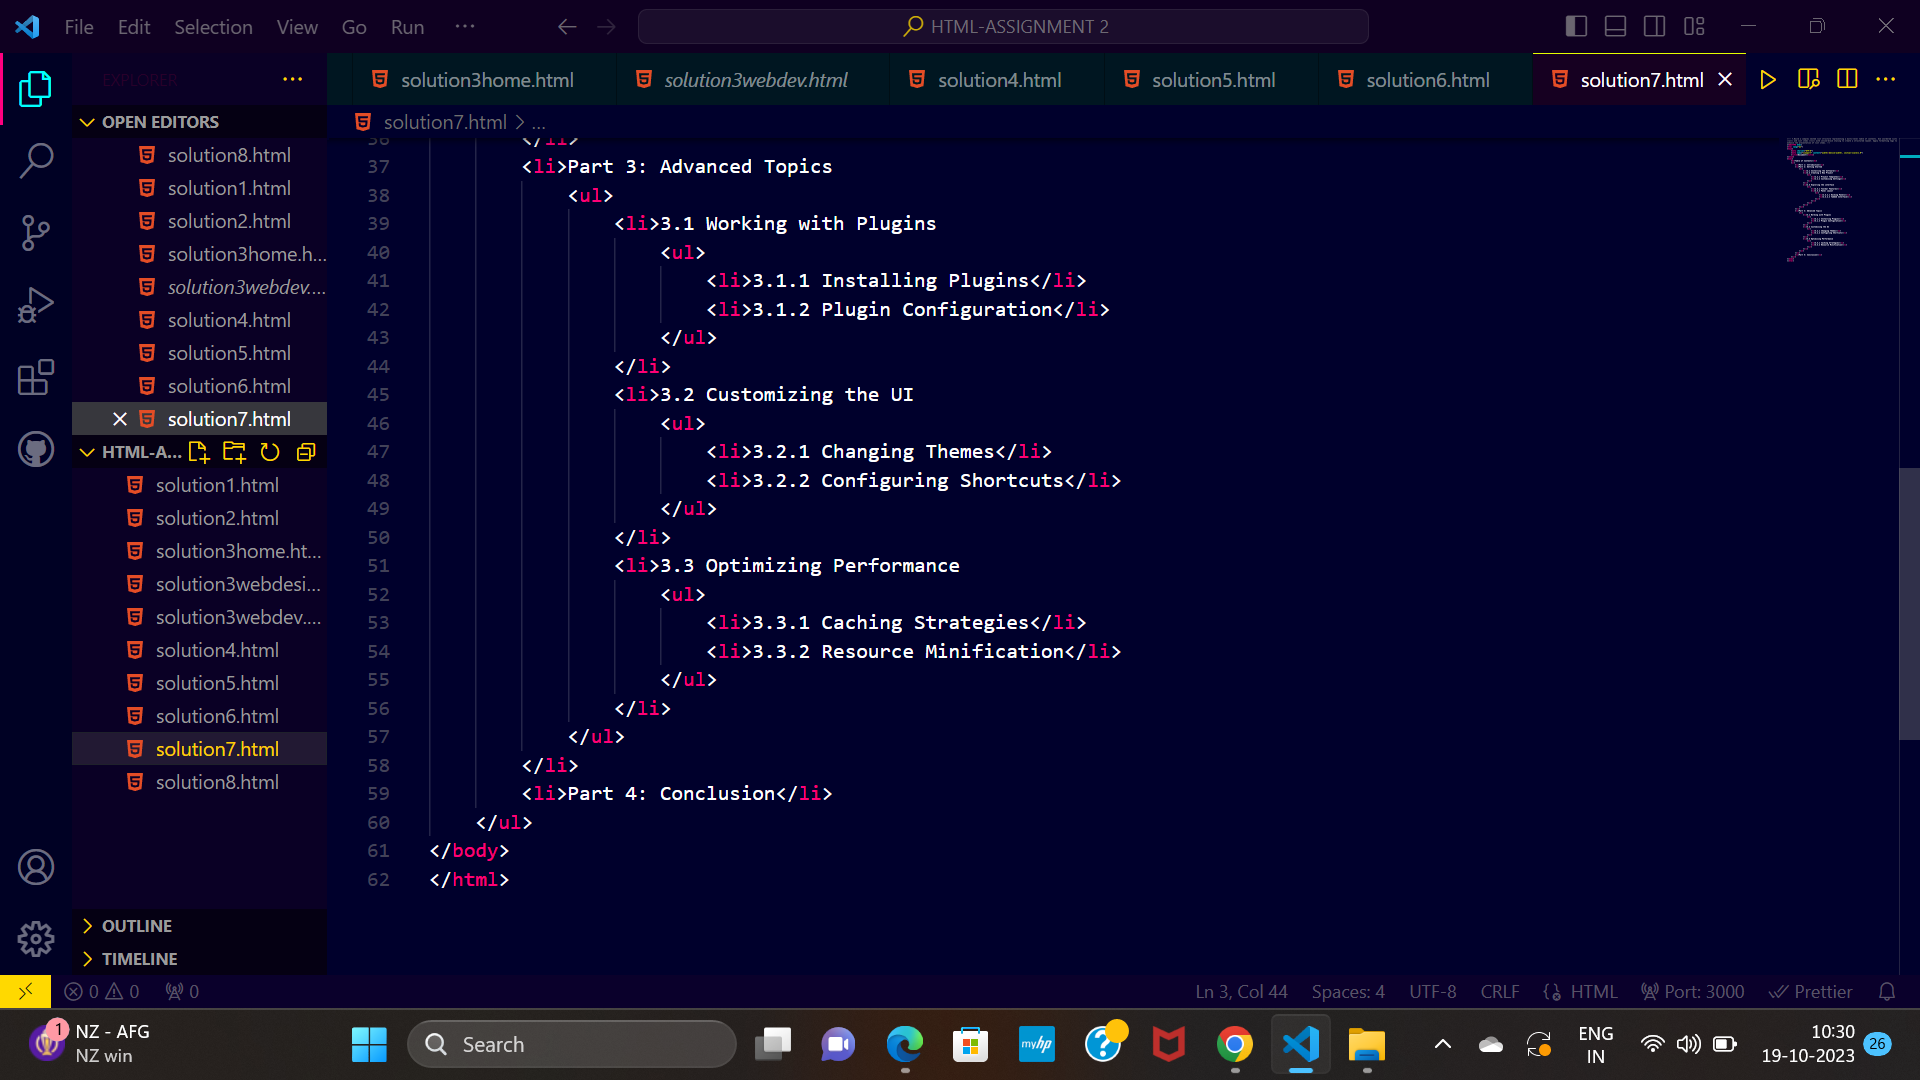 File Edit Selection View Go Run ···
HTML-ASSIGNMENT 2
EXPLORER
solution3home.html solution3webdev.html solution4.html solution5.html solution6.html solution7.html
OPEN EDITORS
solution7.html > ...
solution8.html
solution1.html
solution2.html
solution3home.h...
solution3webdev....
solution4.html
solution5.html
solution6.html
solution7.html
HTML-A...
solution1.html
solution2.html
solution3home.ht...
solution3webdesi...
solution3webdev....
solution4.html
solution5.html
solution6.html
solution7.html
solution8.html
OUTLINE
TIMELINE
36 </li>
37 <li>Part 3: Advanced Topics
38 <ul>
39 <li>3.1 Working with Plugins
40 <ul>
41 <li>3.1.1 Installing Plugins</li>
42 <li>3.1.2 Plugin Configuration</li>
43 </ul>
44 </li>
45 <li>3.2 Customizing the UI
46 <ul>
47 <li>3.2.1 Changing Themes</li>
48 <li>3.2.2 Configuring Shortcuts</li>
49 </ul>
50 </li>
51 <li>3.3 Optimizing Performance
52 <ul>
53 <li>3.3.1 Caching Strategies</li>
54 <li>3.3.2 Resource Minification</li>
55 </ul>
56 </li>
57 </ul>
58 </li>
59 <li>Part 4: Conclusion</li>
60 </ul>
61 </body>
62 </html>
0 0 0 Ln 3, Col 44 Spaces: 4 UTF-8 CRLF HTML Port: 3000 Prettier
1 NZ - AFG
NZ win
Search
myhp
ENG
IN
10:30
19-10-2023
26